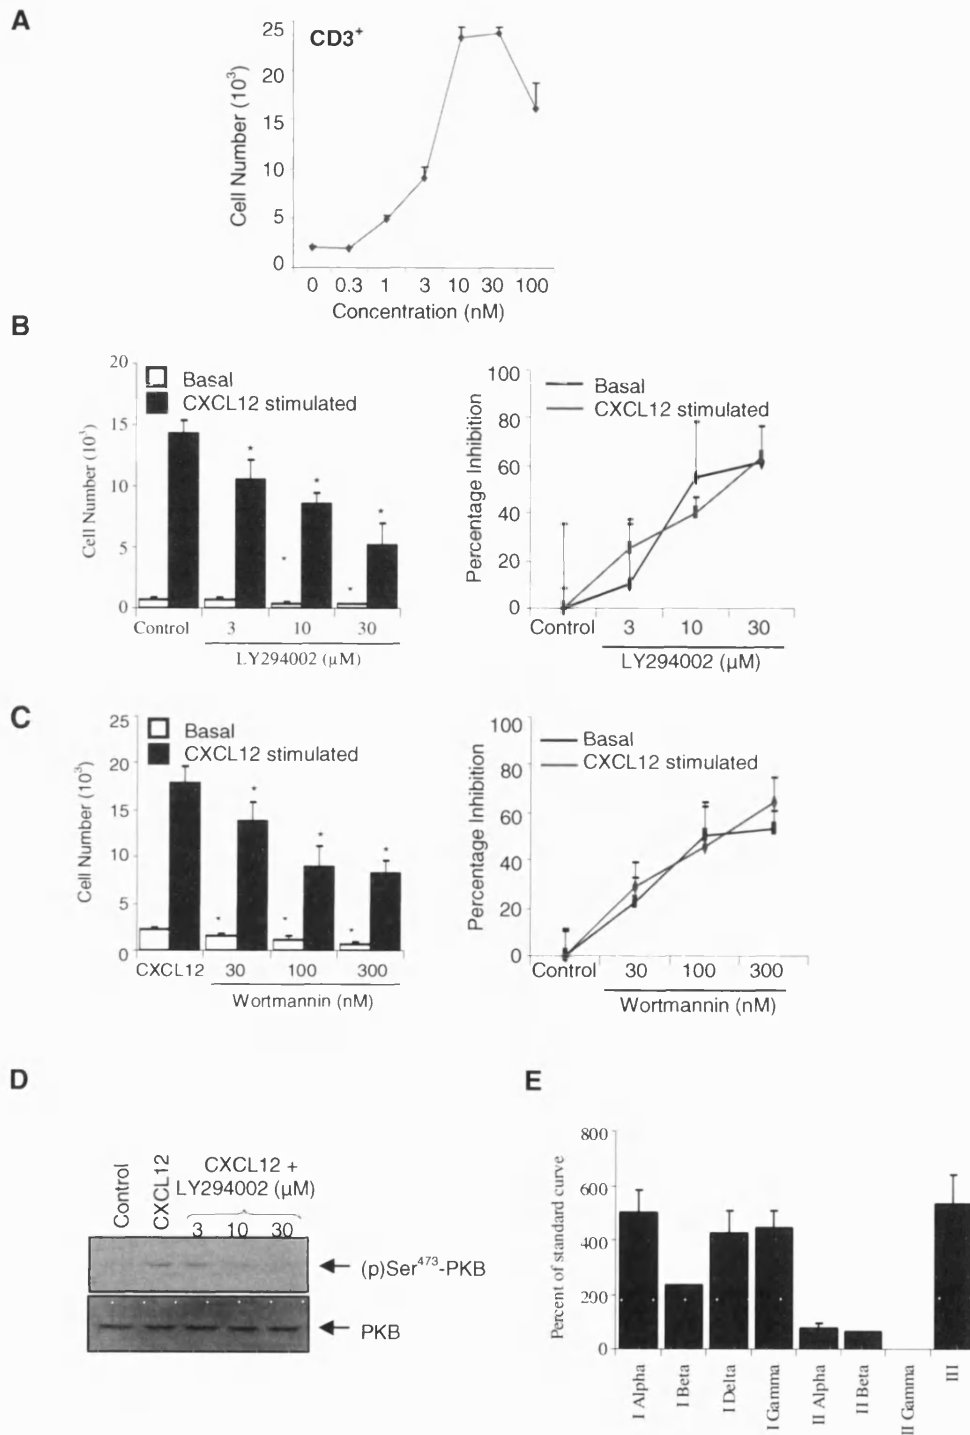 A
CD3⁺
25
20
15
10
5
0
Cell Number (10³)
0 0.3 1 3 10 30 100
Concentration (nM)
B
20
15
10
5
0
Cell Number (10³)
Basal
CXCL12 stimulated
* * * * *
Control 3 10 30
LY294002 (µM)
100
80
60
40
20
0
Percentage Inhibition
Basal
CXCL12 stimulated
Control 3 10 30
LY294002 (µM)
C
25
20
15
10
5
0
Cell Number (10³)
Basal
CXCL12 stimulated
* * * * * *
CXCL12 30 100 300
Wortmannin (nM)
100
80
60
40
20
0
Percentage Inhibition
Basal
CXCL12 stimulated
Control 30 100 300
Wortmannin (nM)
D
Control
CXCL12
CXCL12 +
LY294002 (µM)
3 10 30
(p)Ser⁴⁷³-PKB
PKB
E
800
600
400
200
0
Percent of standard curve
I Alpha
I Beta
I Delta
I Gamma
II Alpha
II Beta
II Gamma
III